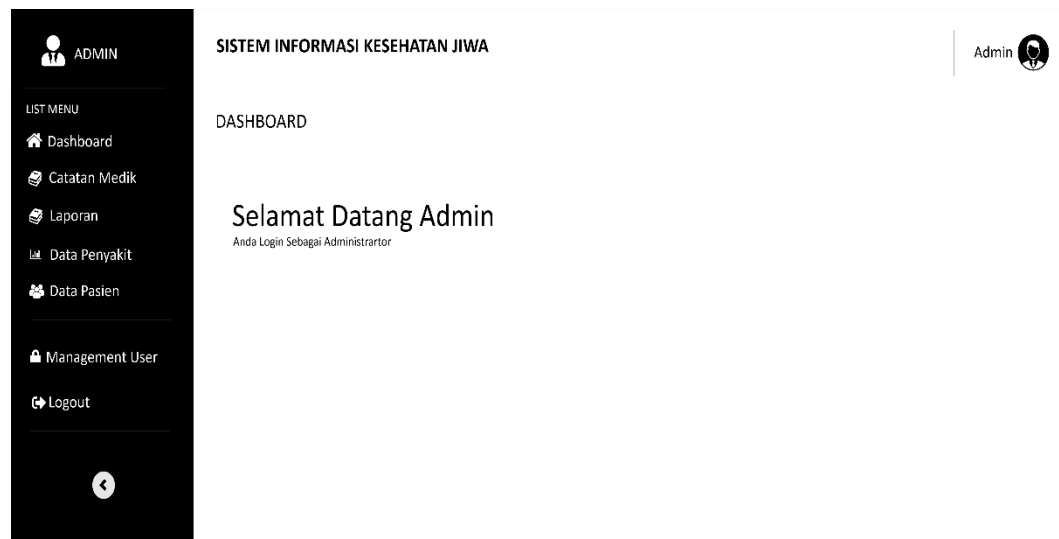 ADMIN
LIST MENU
Dashboard
Catatan Medik
Laporan
Data Penyakit
Data Pasien
Management User
Logout
SISTEM INFORMASI KESEHATAN JIWA
Admin
DASHBOARD
Selamat Datang Admin
Anda Login Sebagai Administrartor